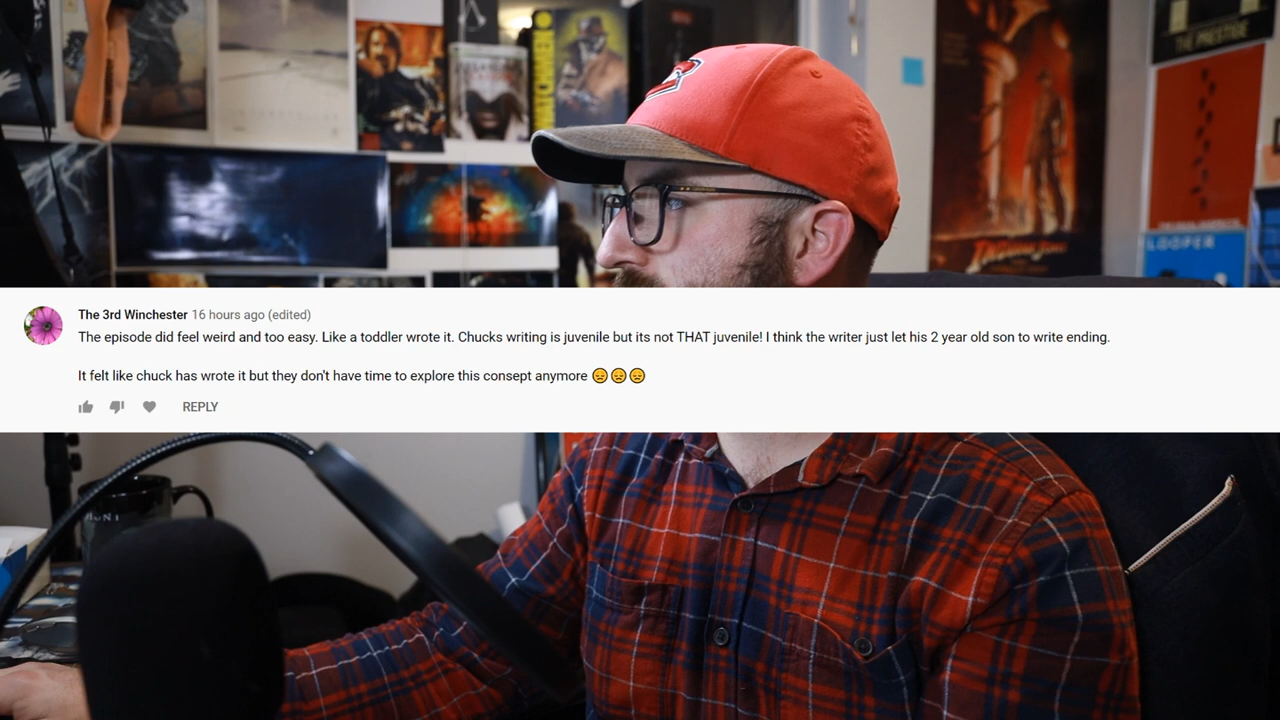 THE PRESTIGE
LOOPER
The 3rd Winchester 16 hours ago (edited)
The episode did feel weird and too easy. Like a toddler wrote it. Chucks writing is juvenile but its not THAT juvenile! I think the writer just let his 2 year old son to write ending.
It felt like chuck has wrote it but they don't have time to explore this consept anymore 😔😔😔
REPLY